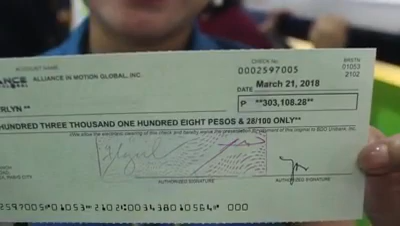 ACCOUNT NAME
ALLIANCE IN MOTION GLOBAL, INC.
CHECK NO.
0002597005
BRSTN
01053
2102
DATE March 21, 2018
RLYN.**
P **303,108.28**
HUNDRED THREE THOUSAND ONE HUNDRED EIGHT PESOS & 28/100 ONLY**
AUTHORIZED SIGNATURE
AUTHORIZED SIGNATURE